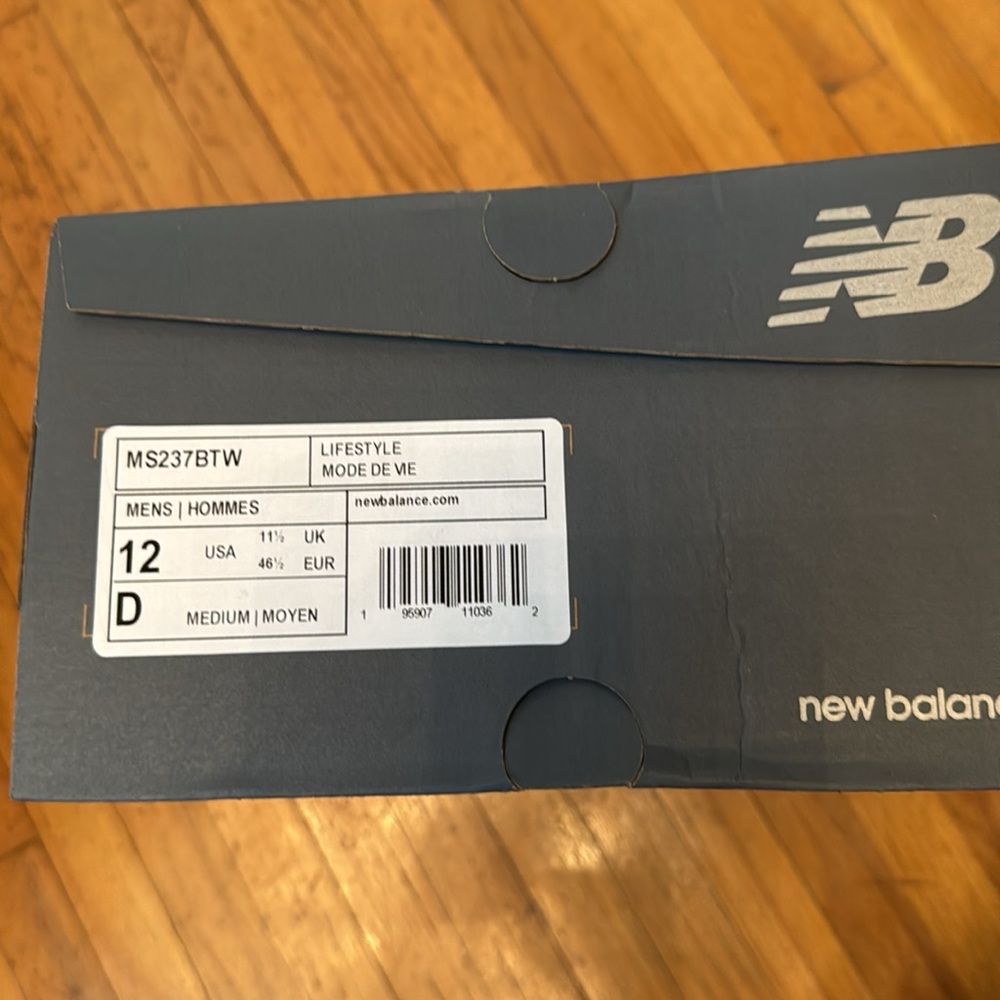 NB
MS237BTW
LIFESTYLE
MODE DE VIE
MENS | HOMMES
newbalance.com
12 USA 11½ UK
46½ EUR
D MEDIUM | MOYEN
1 95907 11036 2
new balanc